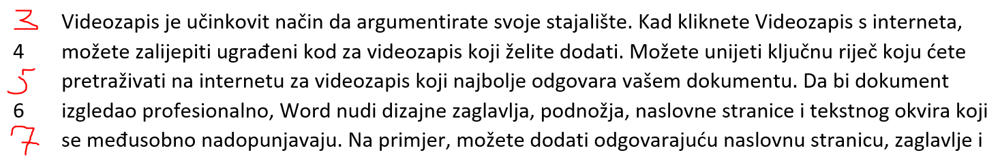 3 Videozapis je učinkovit način da argumentirate svoje stajalište. Kad kliknete Videozapis s interneta,
4 možete zalijepiti ugrađeni kod za videozapis koji želite dodati. Možete unijeti ključnu riječ koju ćete
5 pretraživati na internetu za videozapis koji najbolje odgovara vašem dokumentu. Da bi dokument
6 izgledao profesionalno, Word nudi dizajne zaglavlja, podnožja, naslovne stranice i tekstnog okvira koji
7 se međusobno nadopunjavaju. Na primjer, možete dodati odgovarajuću naslovnu stranicu, zaglavlje i